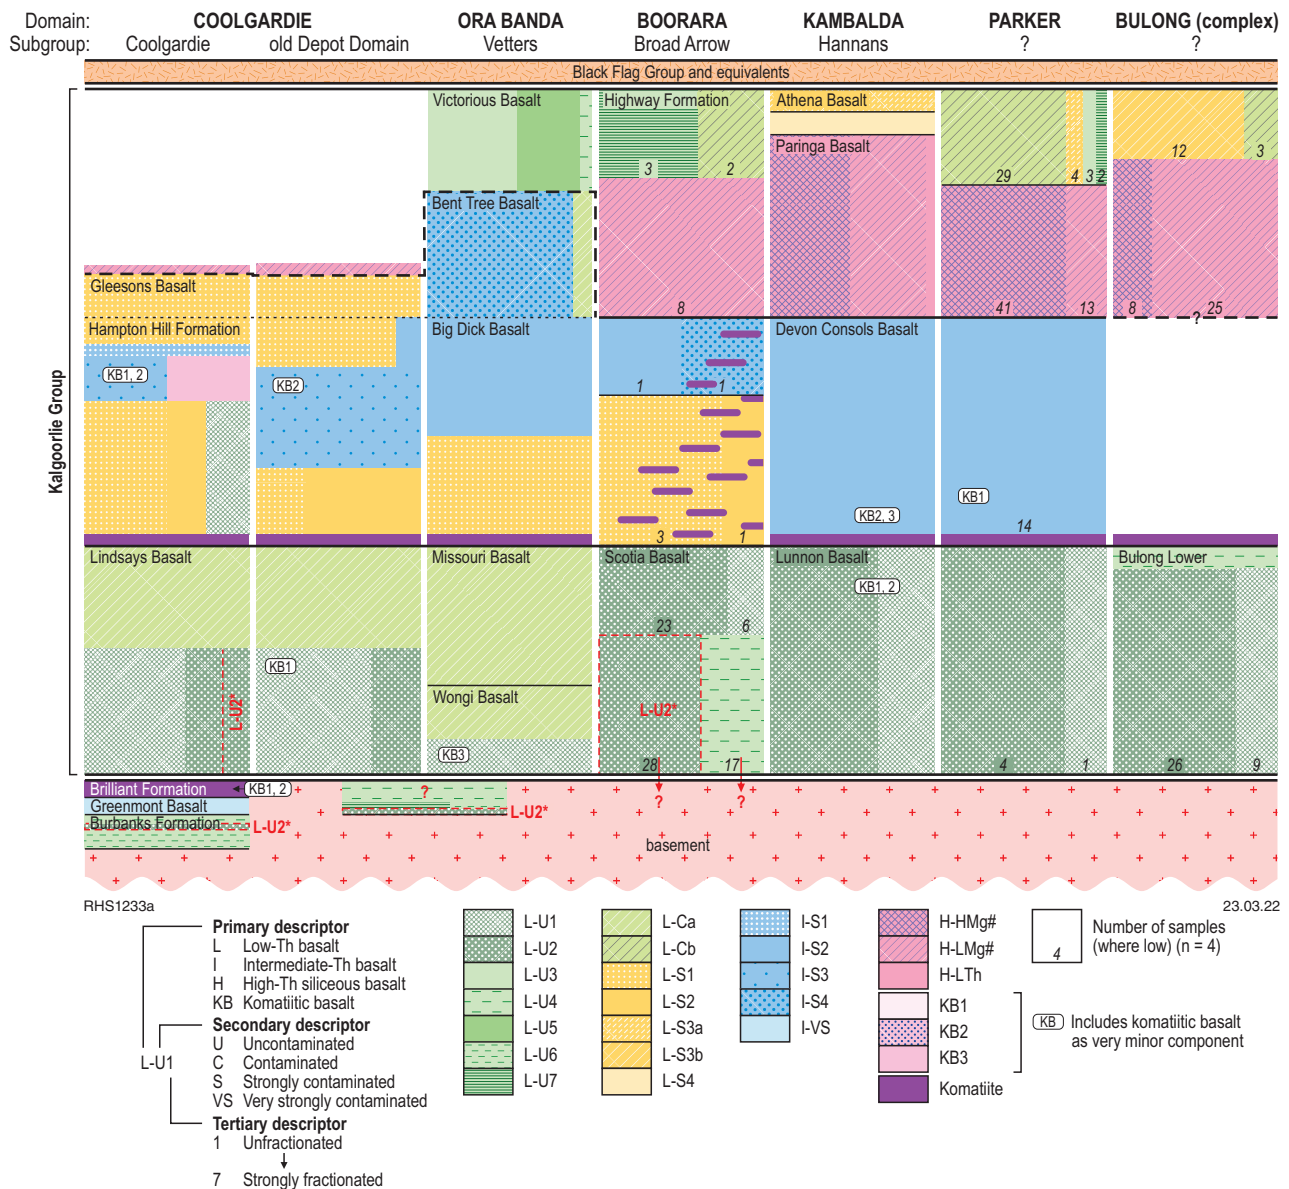 Domain: COOLGARDIE ORA BANDA BOORARA KAMBALDA PARKER BULONG (complex)
Subgroup: Coolgardie old Depot Domain Vetters Broad Arrow Hannans ? ?
Black Flag Group and equivalents
Kalgoorlie Group
Victorious Basalt Highway Formation Athena Basalt
Paringa Basalt
12 3
3 2 29 4 3 2
Bent Tree Basalt
Gleesons Basalt
8 41 13 8 25
?
Hampton Hill Formation Big Dick Basalt Devon Consols Basalt
KB1, 2 KB2 1 1
KB1
KB2, 3
3 1 14
Lindsays Basalt Missouri Basalt Scotia Basalt Lunnon Basalt Bulong Lower
KB1, 2
23 6
KB1
Wongi Basalt
L-U2* L-U2*
KB3
28 17 4 1 26 9
Brilliant Formation KB1, 2 ? ? ?
Greenmont Basalt
L-U2*
Burbanks Formation L-U2*
basement
RHS1233a 23.03.22
Primary descriptor
L Low-Th basalt
I Intermediate-Th basalt
H High-Th siliceous basalt
KB Komatiitic basalt
Secondary descriptor
U Uncontaminated
L-U1
C Contaminated
S Strongly contaminated
VS Very strongly contaminated
Tertiary descriptor
1 Unfractionated
7 Strongly fractionated
L-U1
L-U2
L-U3
L-U4
L-U5
L-U6
L-U7
L-Ca
L-Cb
L-S1
L-S2
L-S3a
L-S3b
L-S4
I-S1
I-S2
I-S3
I-S4
I-VS
H-HMg#
H-LMg#
H-LTh
KB1
KB2
KB3
Komatiite
4
Number of samples
(where low) (n = 4)
KB Includes komatiitic basalt
as very minor component